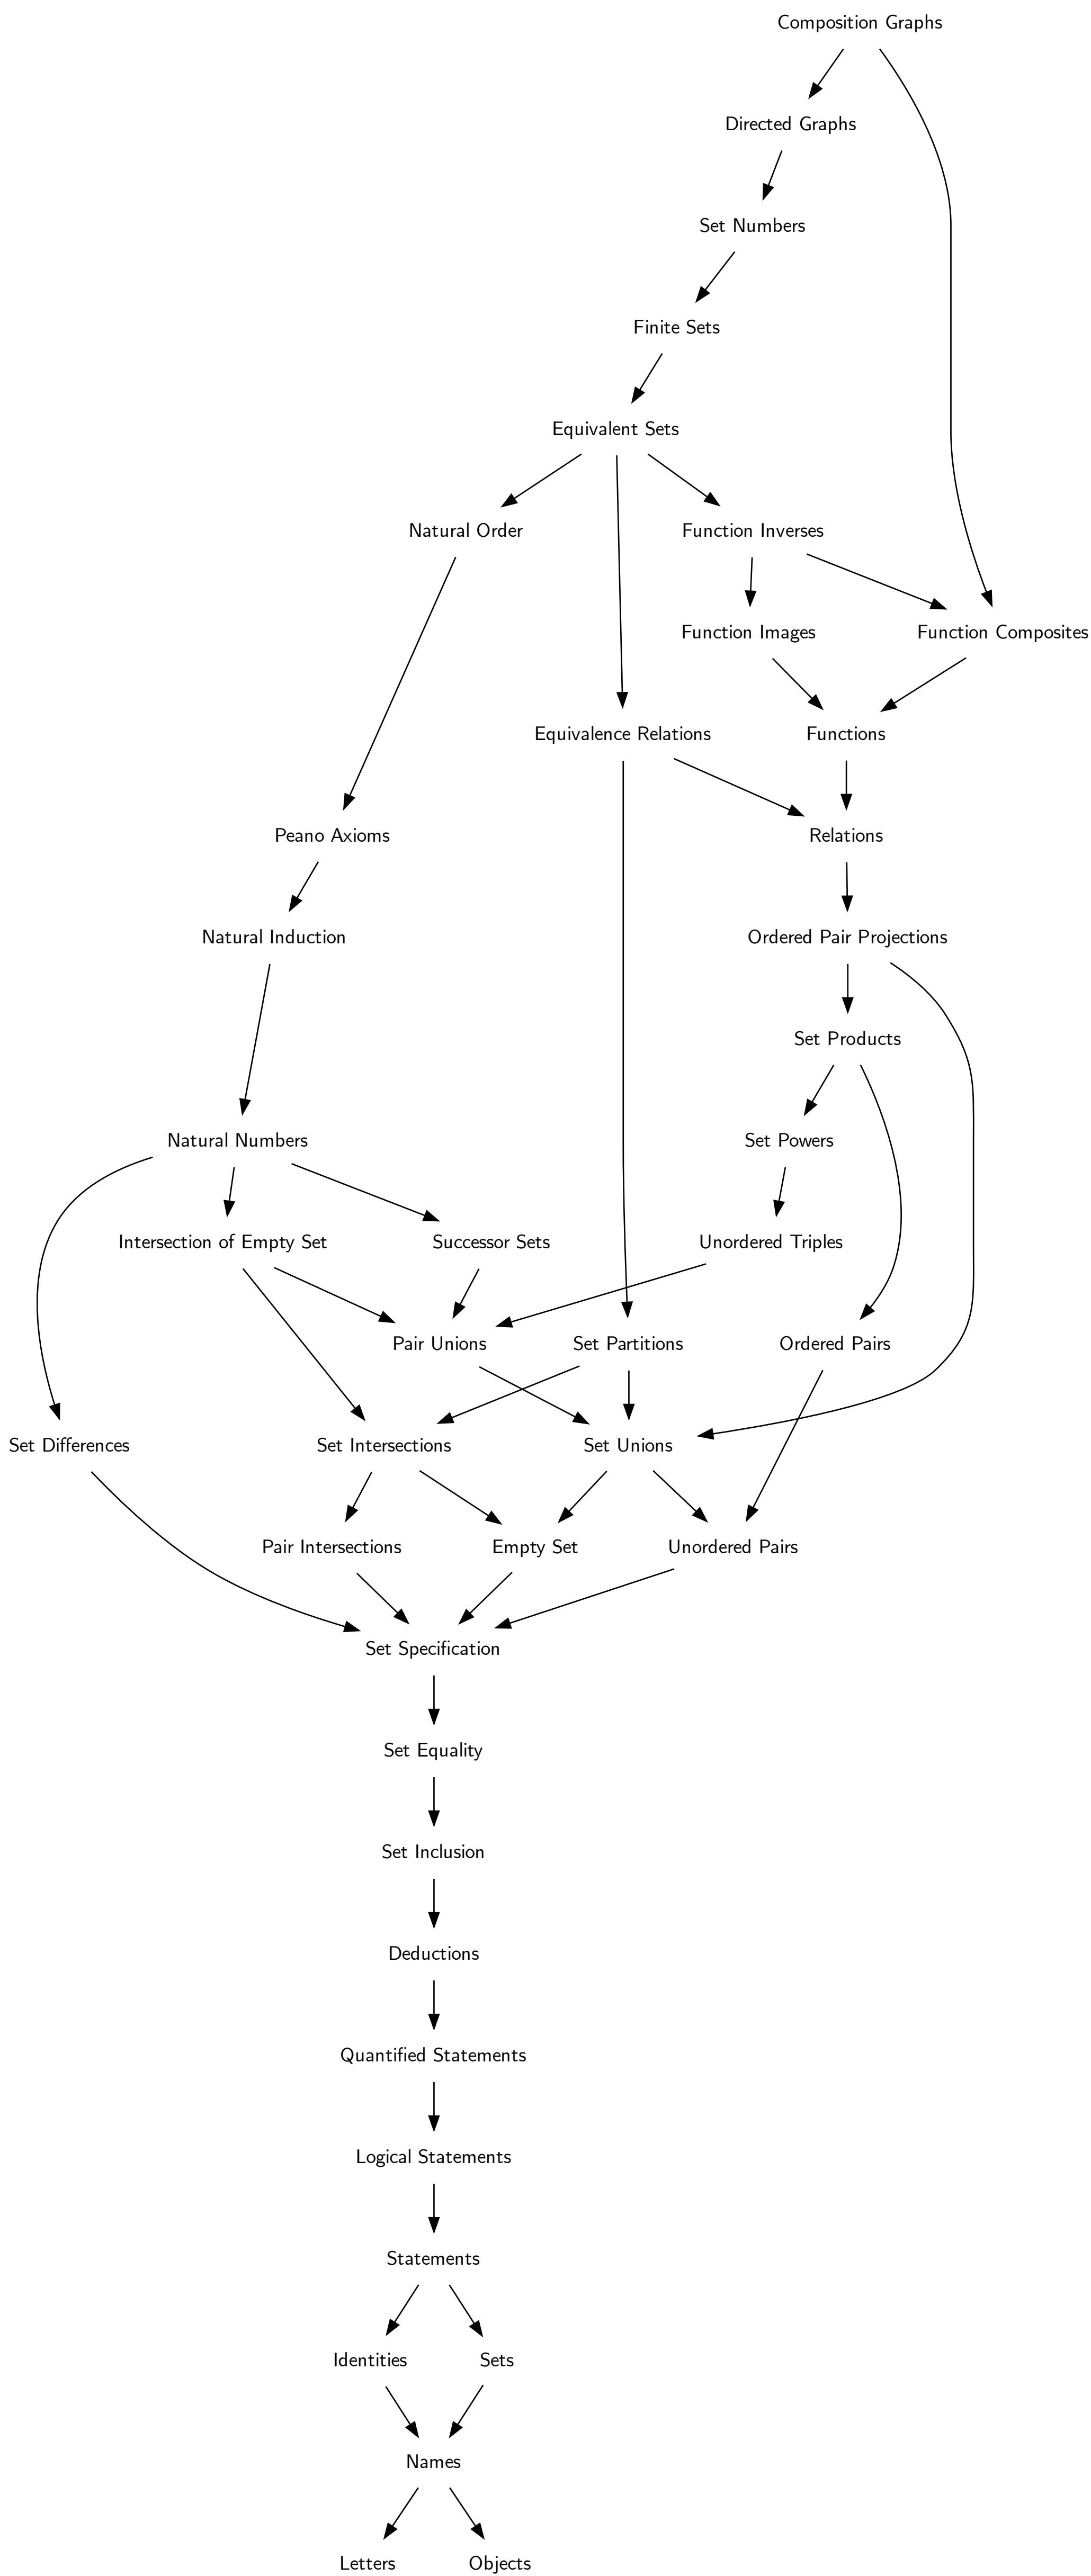 Composition Graphs
Directed Graphs
Set Numbers
Finite Sets
Equivalent Sets
Natural Order
Function Inverses
Function Images
Function Composites
Equivalence Relations
Functions
Peano Axioms
Relations
Natural Induction
Ordered Pair Projections
Set Products
Natural Numbers
Set Powers
Intersection of Empty Set
Successor Sets
Unordered Triples
Pair Unions
Set Partitions
Ordered Pairs
Set Differences
Set Intersections
Set Unions
Pair Intersections
Empty Set
Unordered Pairs
Set Specification
Set Equality
Set Inclusion
Deductions
Quantified Statements
Logical Statements
Statements
Identities
Sets
Names
Letters
Objects